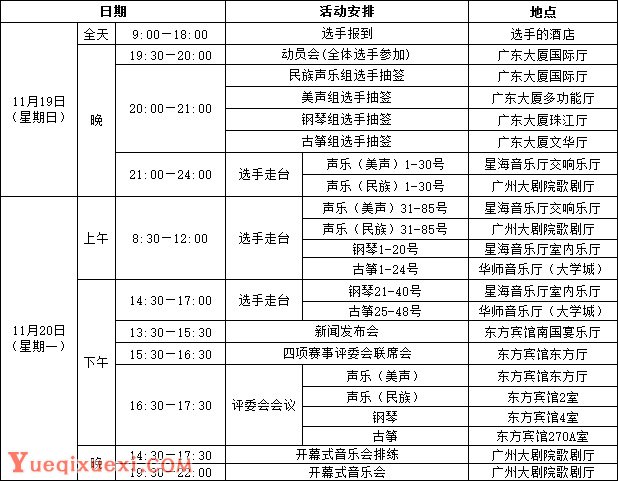 日期 活动安排 地点
11月19日（星期日） 全天 9:00—18:00 选手报到 选手的酒店
晚 19:30-20:00 动员会(全体选手参加) 广东大厦国际厅
20:00—21:00 民族声乐组选手抽签 广东大厦国际厅
美声组选手抽签 广东大厦多功能厅
钢琴组选手抽签 广东大厦珠江厅
古筝组选手抽签 广东大厦文华厅
21:00—24:00 选手走台 声乐（美声）1-30号 星海音乐厅交响乐厅
声乐（民族）1-30号 广州大剧院歌剧厅
11月20日（星期一） 上午 8:30—12:00 选手走台 声乐（美声）31-85号 星海音乐厅交响乐厅
声乐（民族）31-85号 广州大剧院歌剧厅
钢琴1-20号 星海音乐厅室内乐厅
古筝1-24号 华师音乐厅（大学城）
下午 14:30—17:00 选手走台 钢琴21-40号 星海音乐厅室内乐厅
古筝25-48号 华师音乐厅（大学城）
13:30—15:30 新闻发布会 东方宾馆南国宴乐厅
15:30—16:30 四项赛事评委会联席会 东方宾馆东方厅
16:30—17:30 评委会会议 声乐（美声） 东方宾馆东方厅
声乐（民族） 东方宾馆2室
钢琴 东方宾馆4室
古筝 东方宾馆270A室
晚 14:30—17:30 开幕式音乐会排练 广州大剧院歌剧厅
19:30—22:00 开幕式音乐会 广州大剧院歌剧厅
Yueqixuexi.com